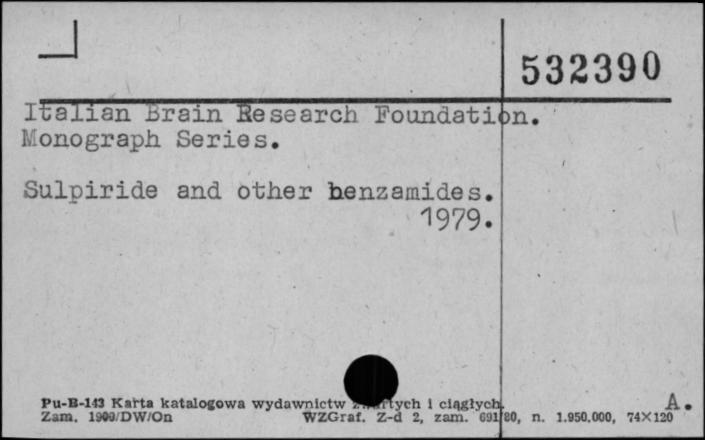 532390
Italian Brain Research Foundation.
Monograph Series.
Sulpiride and other benzamides.
1979.
A.
Pu-B-143 Karta katalogowa wydawnictw i ciągłych
Zam. DW/On WZGraf. Z-d 2, zam. 691/80, n. 1.950.000, 74×120